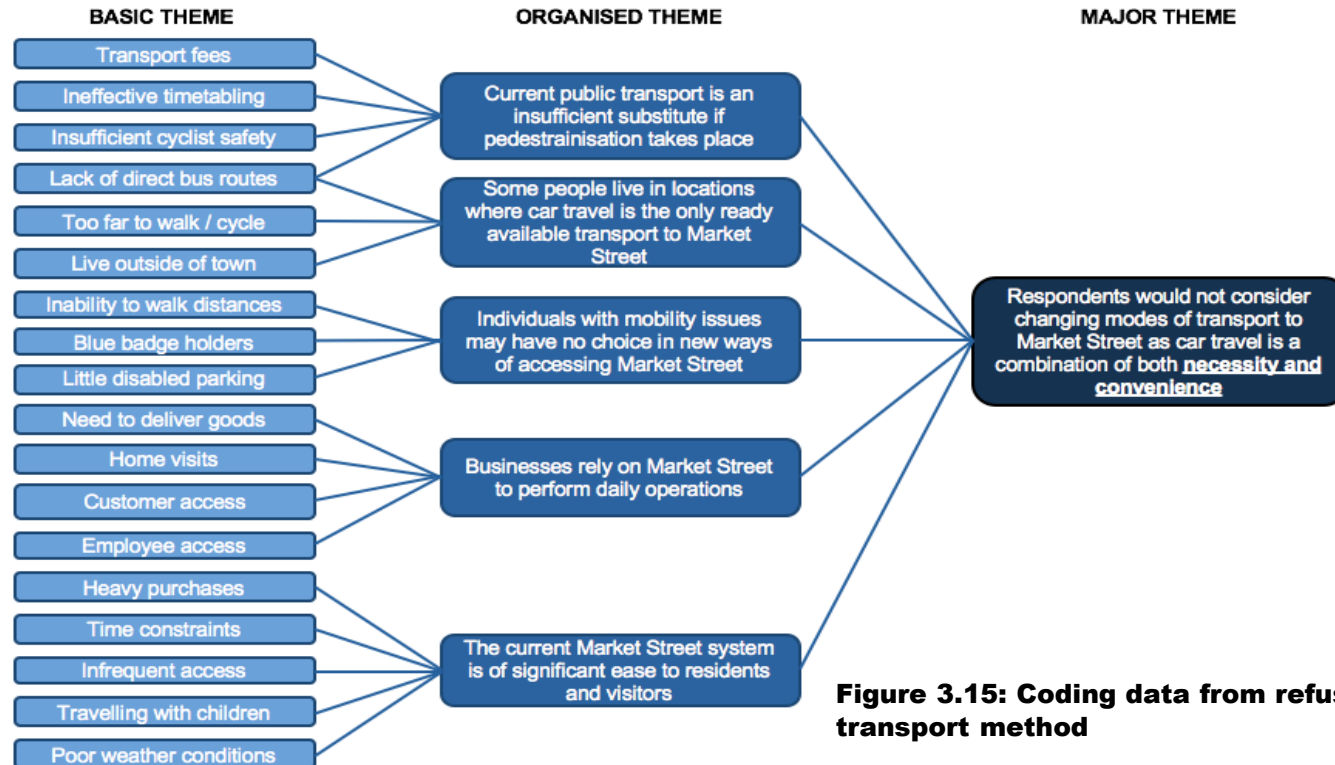 BASIC THEME
ORGANISED THEME
MAJOR THEME
Transport fees
Ineffective timetabling
Insufficient cyclist safety
Lack of direct bus routes
Too far to walk / cycle
Live outside of town
Inability to walk distances
Blue badge holders
Little disabled parking
Need to deliver goods
Home visits
Customer access
Employee access
Heavy purchases
Time constraints
Infrequent access
Travelling with children
Poor weather conditions
Current public transport is an
insufficient substitute if
pedestrainisation takes place
Some people live in locations
where car travel is the only ready
available transport to Market
Street
Individuals with mobility issues
may have no choice in new ways
of accessing Market Street
Businesses rely on Market Street
to perform daily operations
The current Market Street system
is of significant ease to residents
and visitors
Respondents would not consider
changing modes of transport to
Market Street as car travel is a
combination of both necessity and
convenience
Figure 3.15: Coding data from refus
transport method